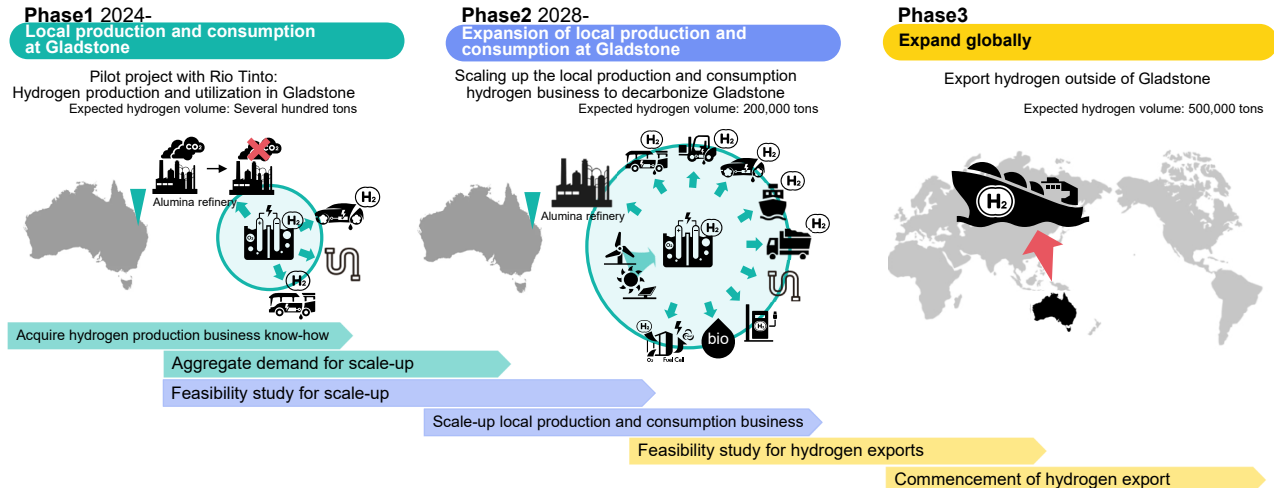 Phase1 2024-
Local production and consumption
at Gladstone
Pilot project with Rio Tinto:
Hydrogen production and utilization in Gladstone
Expected hydrogen volume: Several hundred tons
CO₂
CO₂
Alumina refinery
H₂
H₂
H₂
Phase2 2028-
Expansion of local production and
consumption at Gladstone
Scaling up the local production and consumption
hydrogen business to decarbonize Gladstone
Expected hydrogen volume: 200,000 tons
Alumina refinery
H₂
H₂
H₂
H₂
H₂
H₂
H₂
H₂
O₂
Fuel Cell
bio
Phase3
Expand globally
Export hydrogen outside of Gladstone
Expected hydrogen volume: 500,000 tons
H₂
Acquire hydrogen production business know-how
Aggregate demand for scale-up
Feasibility study for scale-up
Scale-up local production and consumption business
Feasibility study for hydrogen exports
Commencement of hydrogen export